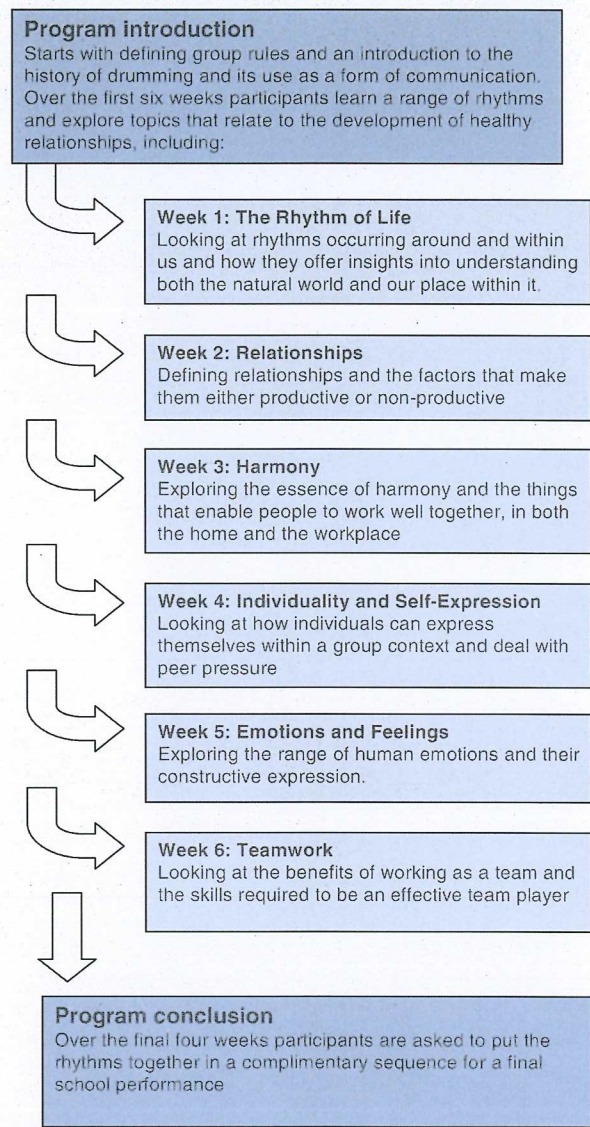 Program introduction
Starts with defining group rules and an introduction to the
history of drumming and its use as a form of communication.
Over the first six weeks participants learn a range of rhythms
and explore topics that relate to the development of healthy
relationships, including:
Week 1: The Rhythm of Life
Looking at rhythms occurring around and within
us and how they offer insights into understanding
both the natural world and our place within it.
Week 2: Relationships
Defining relationships and the factors that make
them either productive or non-productive
Week 3: Harmony
Exploring the essence of harmony and the things
that enable people to work well together, in both
the home and the workplace
Week 4: Individuality and Self-Expression
Looking at how individuals can express
themselves within a group context and deal with
peer pressure
Week 5: Emotions and Feelings
Exploring the range of human emotions and their
constructive expression.
Week 6: Teamwork
Looking at the benefits of working as a team and
the skills required to be an effective team player
Program conclusion
Over the final four weeks participants are asked to put the
rhythms together in a complimentary sequence for a final
school performance